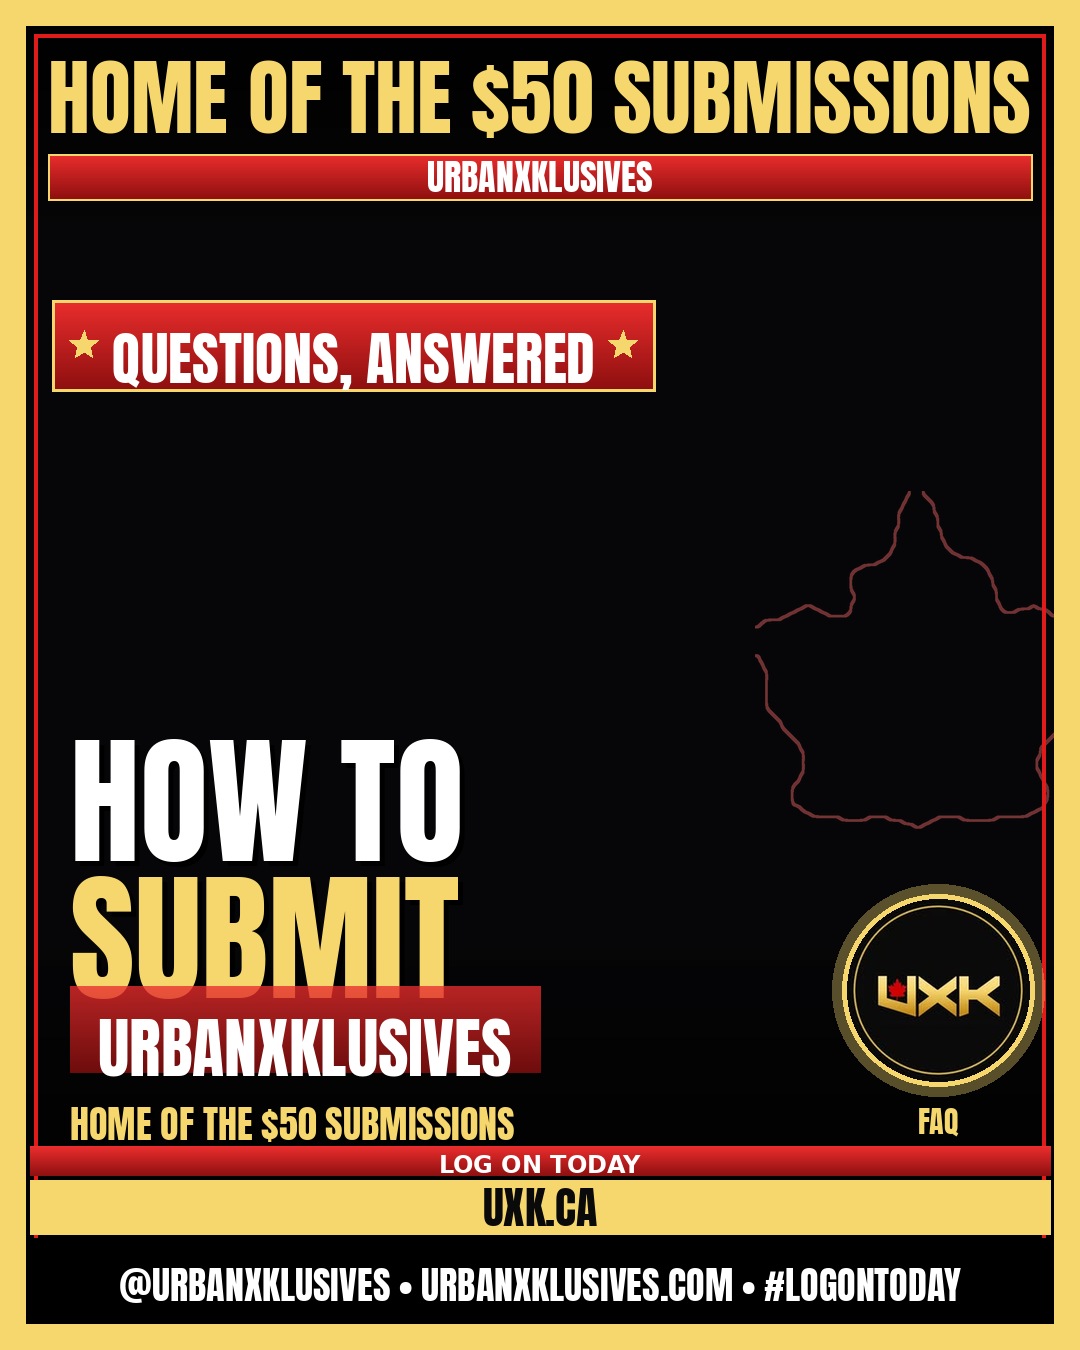 HOME OF THE $50 SUBMISSIONS
URBANXKLUSIVES
QUESTIONS, ANSWERED
HOW TO
SUBMIT
URBANXKLUSIVES
UXK
HOME OF THE $50 SUBMISSIONS
FAQ
LOG ON TODAY
UXK.CA
@URBANXKLUSIVES • URBANXKLUSIVES.COM • #LOGONTODAY